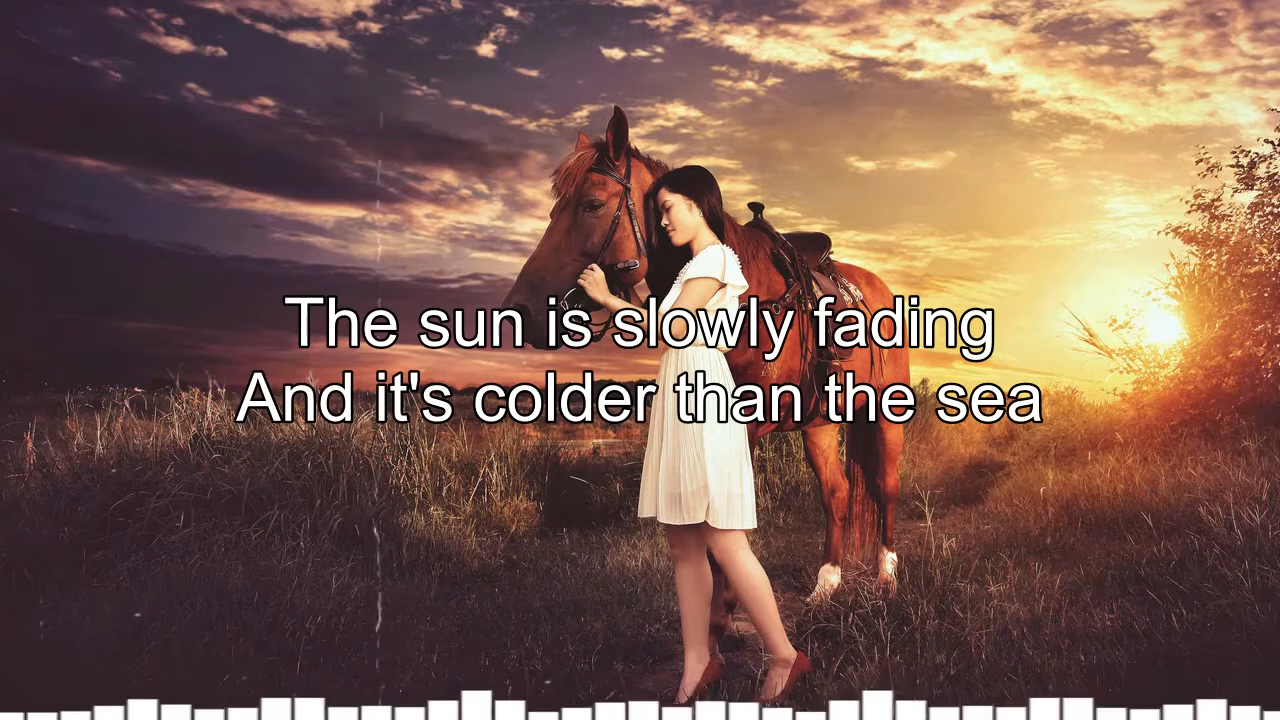 The sun is slowly fading
And it's colder than the sea